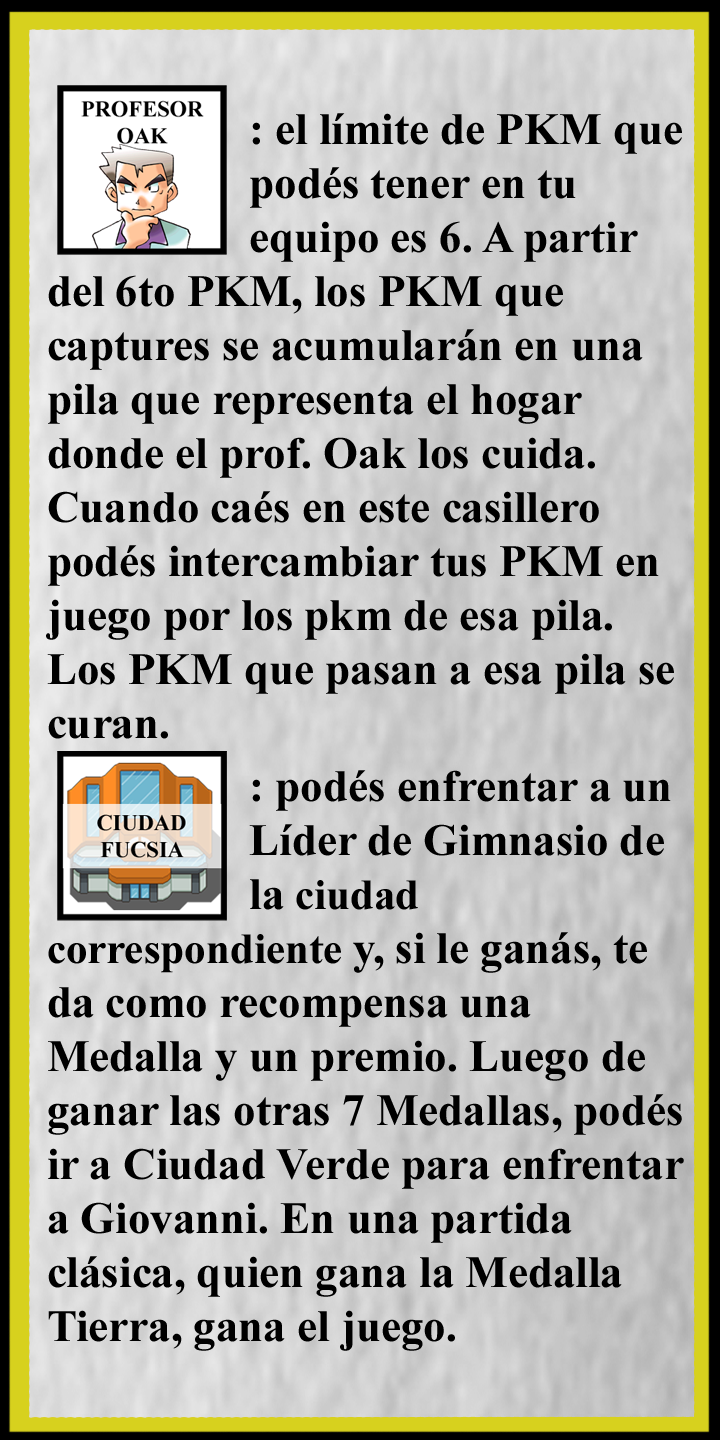 PROFESOR
OAK
: el límite de PKM que
podés tener en tu
equipo es 6. A partir
del 6to PKM, los PKM que
captures se acumularán en una
pila que representa el hogar
donde el prof. Oak los cuida.
Cuando caés en este casillero
podés intercambiar tus PKM en
juego por los pkm de esa pila.
Los PKM que pasan a esa pila se
curan.
CIUDAD
FUCSIA
: podés enfrentar a un
Líder de Gimnasio de
la ciudad
correspondiente y, si le ganás, te
da como recompensa una
Medalla y un premio. Luego de
ganar las otras 7 Medallas, podés
ir a Ciudad Verde para enfrentar
a Giovanni. En una partida
clásica, quien gana la Medalla
Tierra, gana el juego.